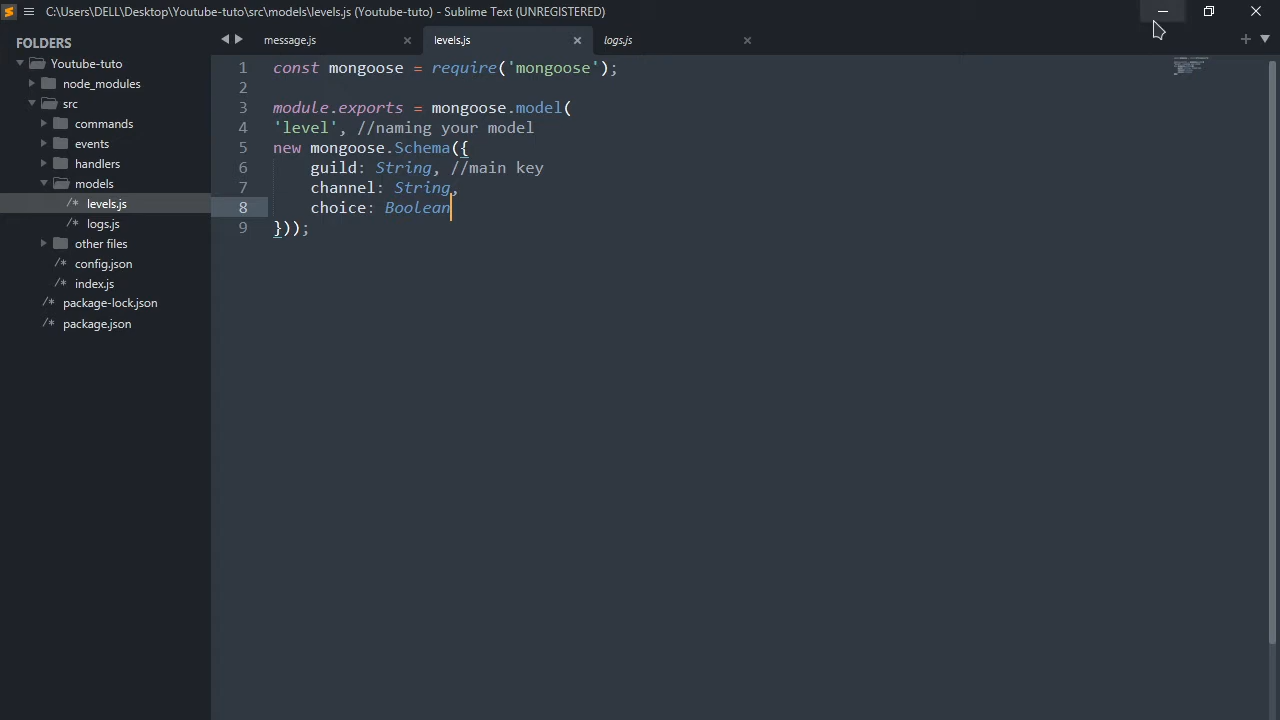 C:\Users\DELL\Desktop\Youtube-tuto\src\models\levels.js (Youtube-tuto) - Sublime Text (UNREGISTERED)
FOLDERS
Youtube-tuto
node_modules
src
commands
events
handlers
models
/* levels.js
/* logs.js
other files
/* config.json
/* index.js
/* package-lock.json
/* package.json
message.js
levels.js
logs.js
1 const mongoose = require('mongoose');
2
3 module.exports = mongoose.model(
4 'level', //naming your model
5 new mongoose.Schema({
6 guild: String, //main key
7 channel: String,
8 choice: Boolean
9 }));